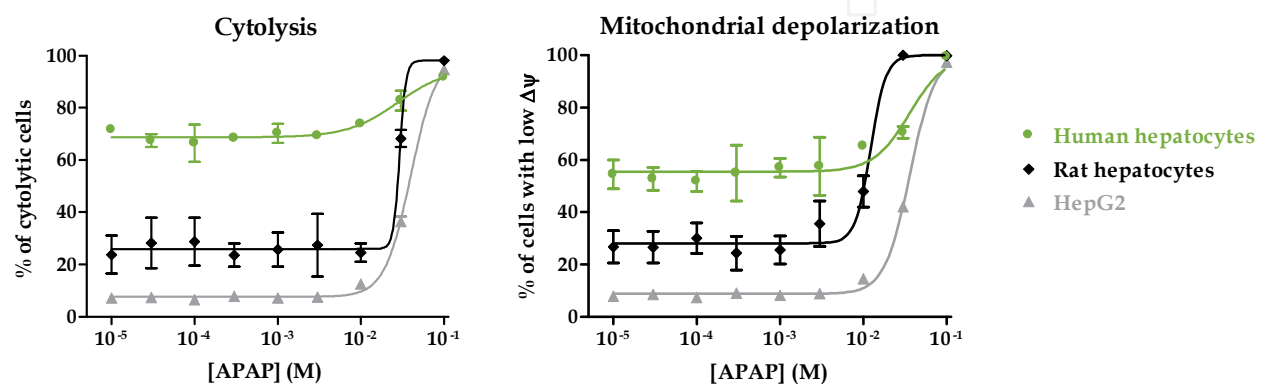 Cytolysis
% of cytolytic cells
100
80
60
40
20
0
10-5
10-4
10-3
10-2
10-1
[APAP] (M)
Mitochondrial depolarization
% of cells with low Δψ
100
80
60
40
20
0
10-5
10-4
10-3
10-2
10-1
[APAP] (M)
Human hepatocytes
Rat hepatocytes
HepG2